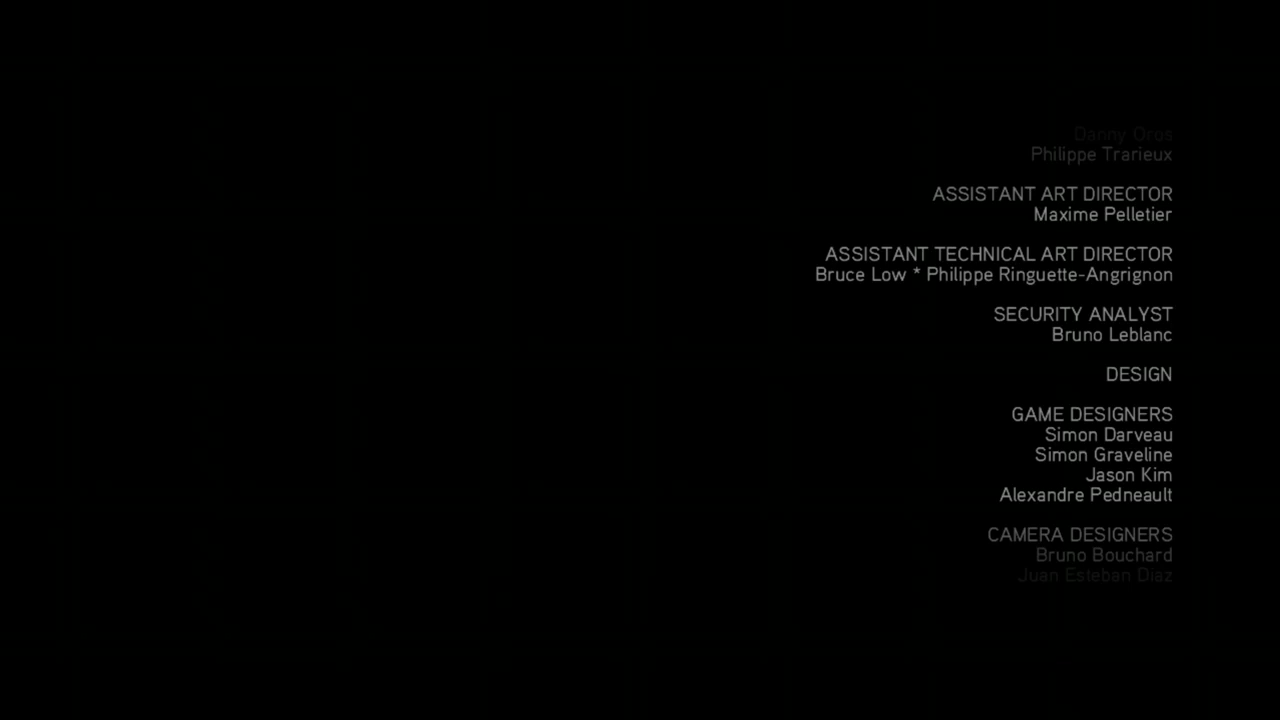 Danny Oros
Philippe Trarieux
ASSISTANT ART DIRECTOR
Maxime Pelletier
ASSISTANT TECHNICAL ART DIRECTOR
Bruce Low * Philippe Ringuette-Angrignon
SECURITY ANALYST
Bruno Leblanc
DESIGN
GAME DESIGNERS
Simon Darveau
Simon Graveline
Jason Kim
Alexandre Pedneault
CAMERA DESIGNERS
Bruno Bouchard
Juan Esteban Diaz